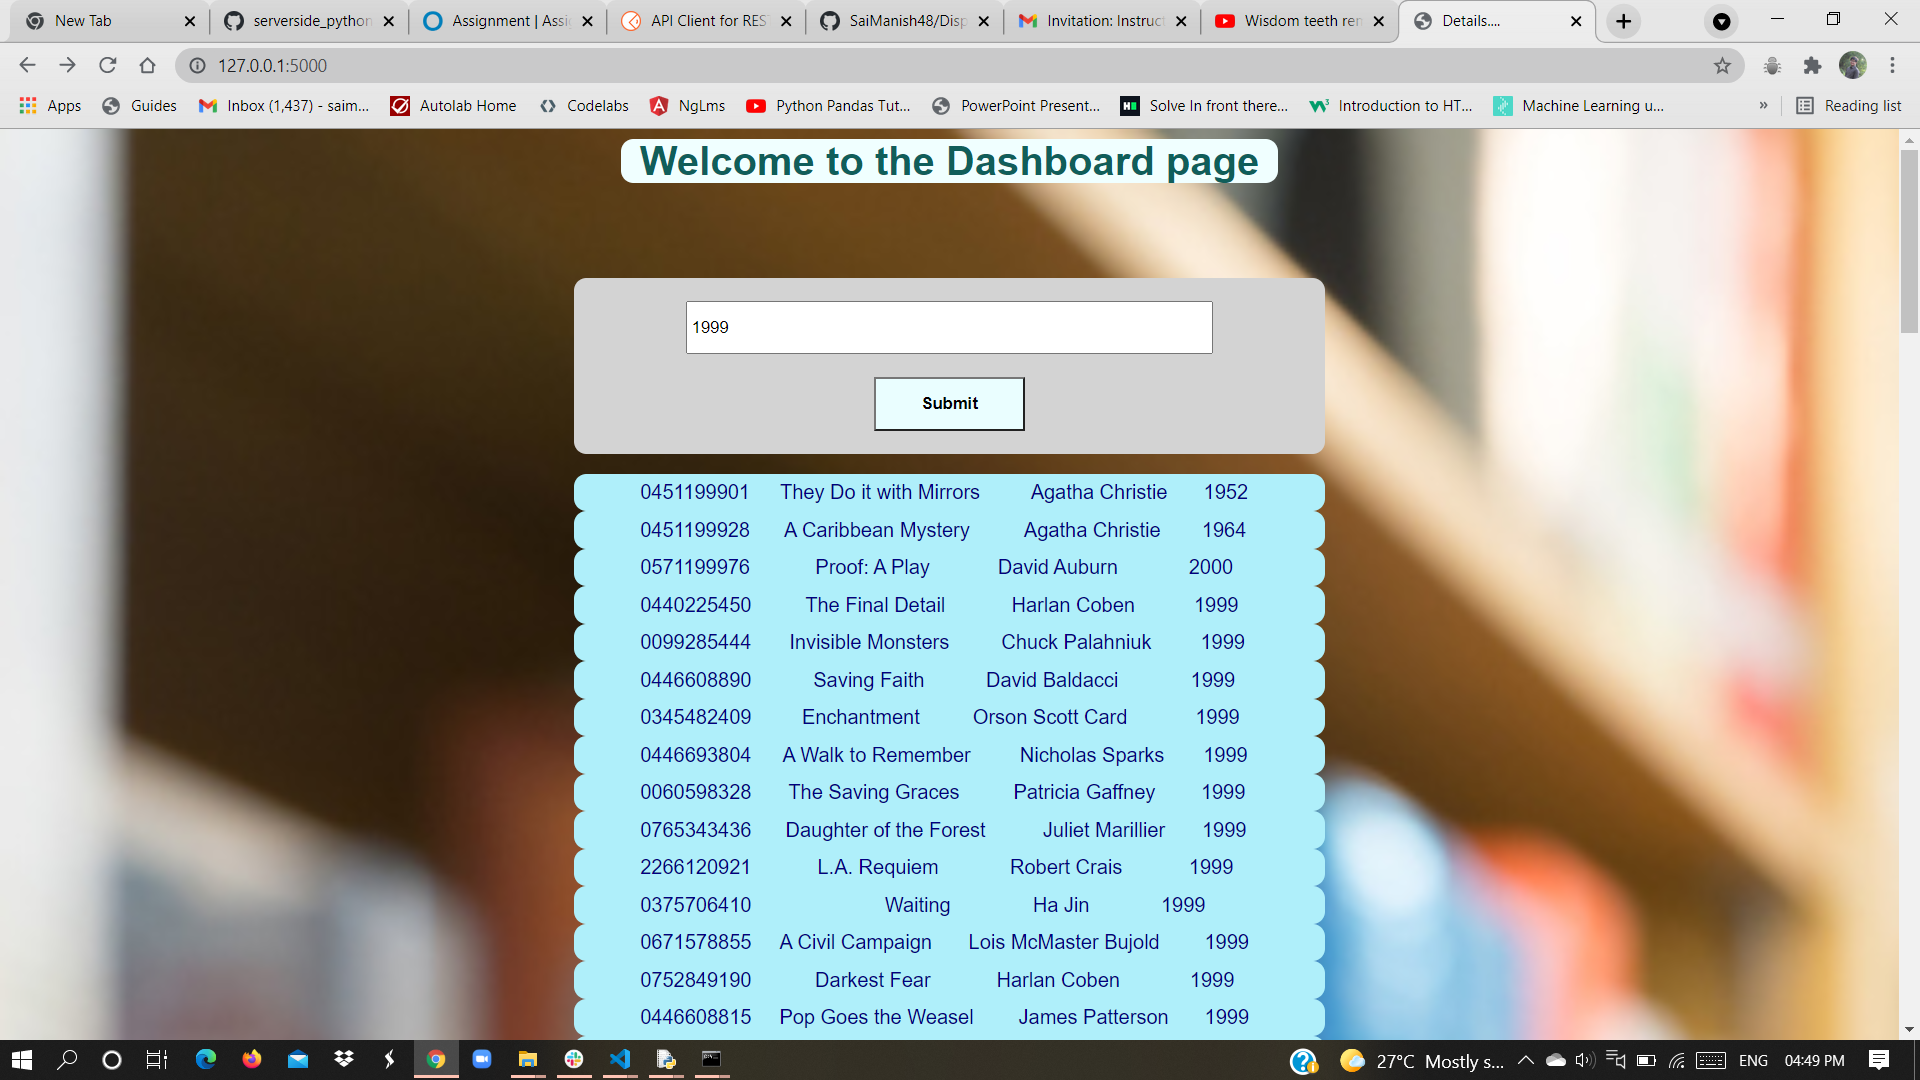 New Tab
serverside_python
Assignment | Assi
API Client for REST
SaiManish48/Disp
Invitation: Instruct
Wisdom teeth rem
Details....
127.0.0.1:5000
Apps
Guides
Inbox (1,437) - saim...
Autolab Home
Codelabs
NgLms
Python Pandas Tut...
PowerPoint Present...
Solve In front there...
Introduction to HT...
Machine Learning u...
»
Reading list
Welcome to the Dashboard page
1999
Submit
0451199901 They Do it with Mirrors Agatha Christie 1952
0451199928 A Caribbean Mystery Agatha Christie 1964
0571199976 Proof: A Play David Auburn 2000
0440225450 The Final Detail Harlan Coben 1999
0099285444 Invisible Monsters Chuck Palahniuk 1999
0446608890 Saving Faith David Baldacci 1999
0345482409 Enchantment Orson Scott Card 1999
0446693804 A Walk to Remember Nicholas Sparks 1999
0060598328 The Saving Graces Patricia Gaffney 1999
0765343436 Daughter of the Forest Juliet Marillier 1999
2266120921 L.A. Requiem Robert Crais 1999
0375706410 Waiting Ha Jin 1999
0671578855 A Civil Campaign Lois McMaster Bujold 1999
0752849190 Darkest Fear Harlan Coben 1999
0446608815 Pop Goes the Weasel James Patterson 1999
27°C Mostly s...
ENG
04:49 PM